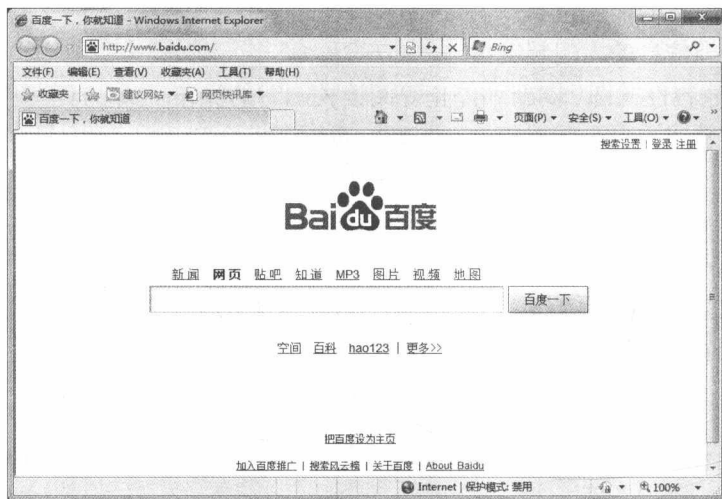 百度一下，你就知道 - Windows Internet Explorer
http://www.baidu.com/ Bing
文件(F) 编辑(E) 查看(V) 收藏夹(A) 工具(T) 帮助(H)
收藏夹 建议网站 网页快讯库
百度一下，你就知道 页面(P) 安全(S) 工具(O)
搜索设置 | 登录 注册
Bai du 百度
新闻 网页 贴吧 知道 MP3 图片 视频 地图
百度一下
空间 百科 hao123 | 更多>>
把百度设为主页
加入百度推广 | 搜索风云榜 | 关于百度 | About Baidu
Internet | 保护模式: 禁用 100%